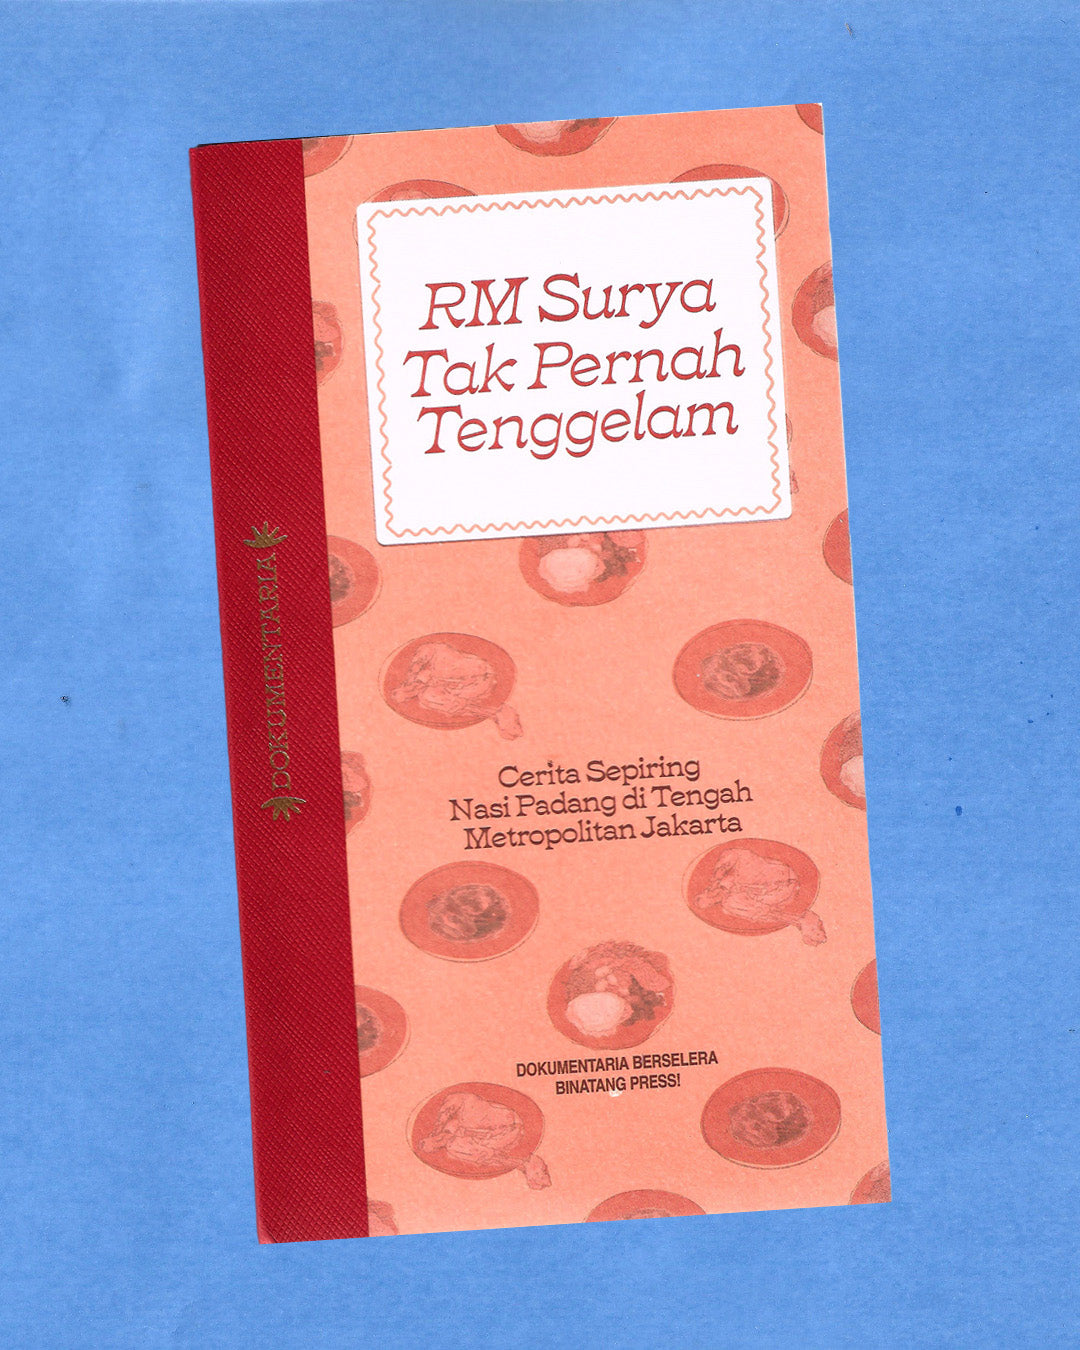 RM Surya
Tak Pernah
Tenggelam
DOKUMENTARIA
Cerita Sepiring
Nasi Padang di Tengah
Metropolitan Jakarta
DOKUMENTARIA BERSELERA
BINATANG PRESS!